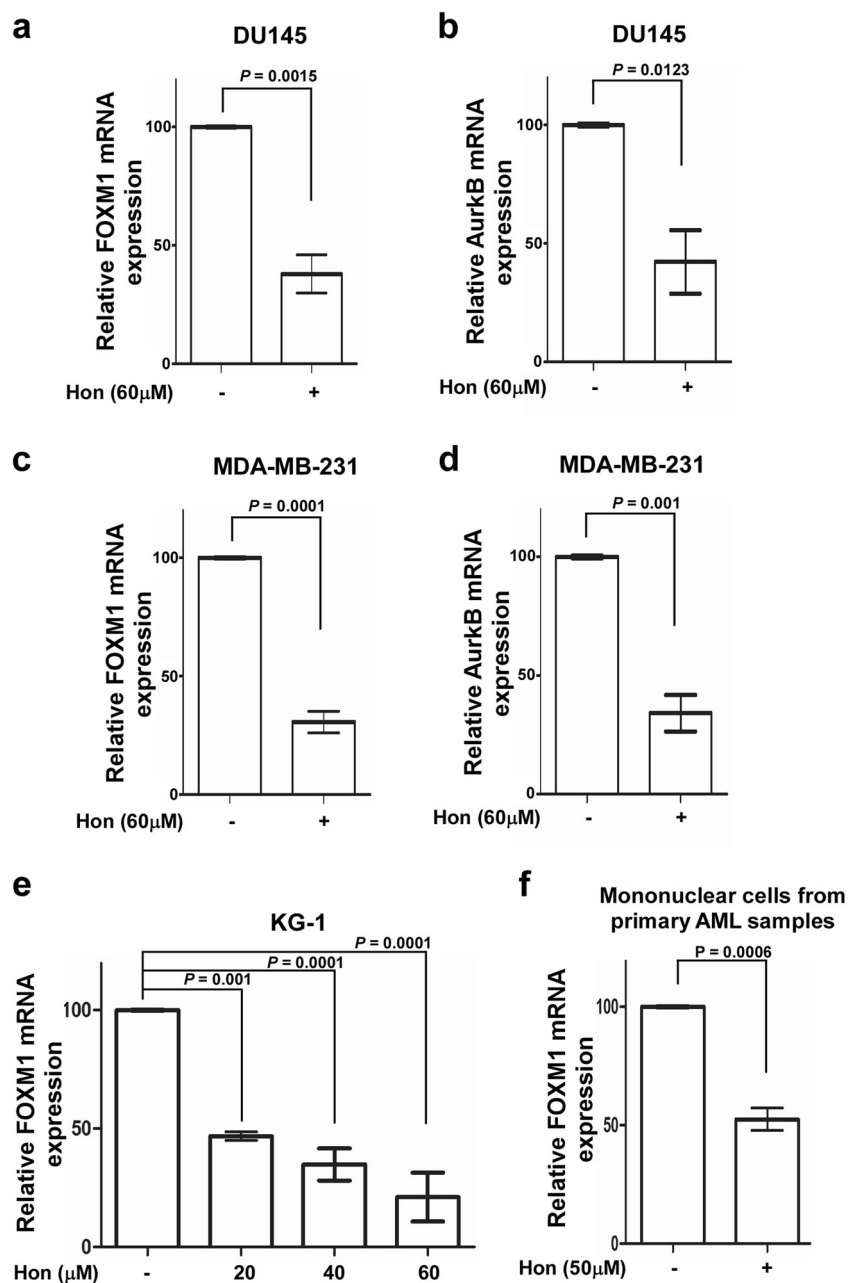 a
DU145
P = 0.0015
Relative FOXM1 mRNA
expression
100
50
0
Hon (60μM) - +
b
DU145
P = 0.0123
Relative AurkB mRNA
expression
100
50
0
Hon (60μM) - +
c
MDA-MB-231
P = 0.0001
Relative FOXM1 mRNA
expression
100
50
0
Hon (60μM) - +
d
MDA-MB-231
P = 0.001
Relative AurkB mRNA
expression
100
50
0
Hon (60μM) - +
e
KG-1
P = 0.0001
P = 0.0001
P = 0.001
Relative FOXM1 mRNA
expression
100
50
0
Hon (μM) - 20 40 60
f
Mononuclear cells from
primary AML samples
P = 0.0006
Relative FOXM1 mRNA
expression
100
50
0
Hon (50μM) - +